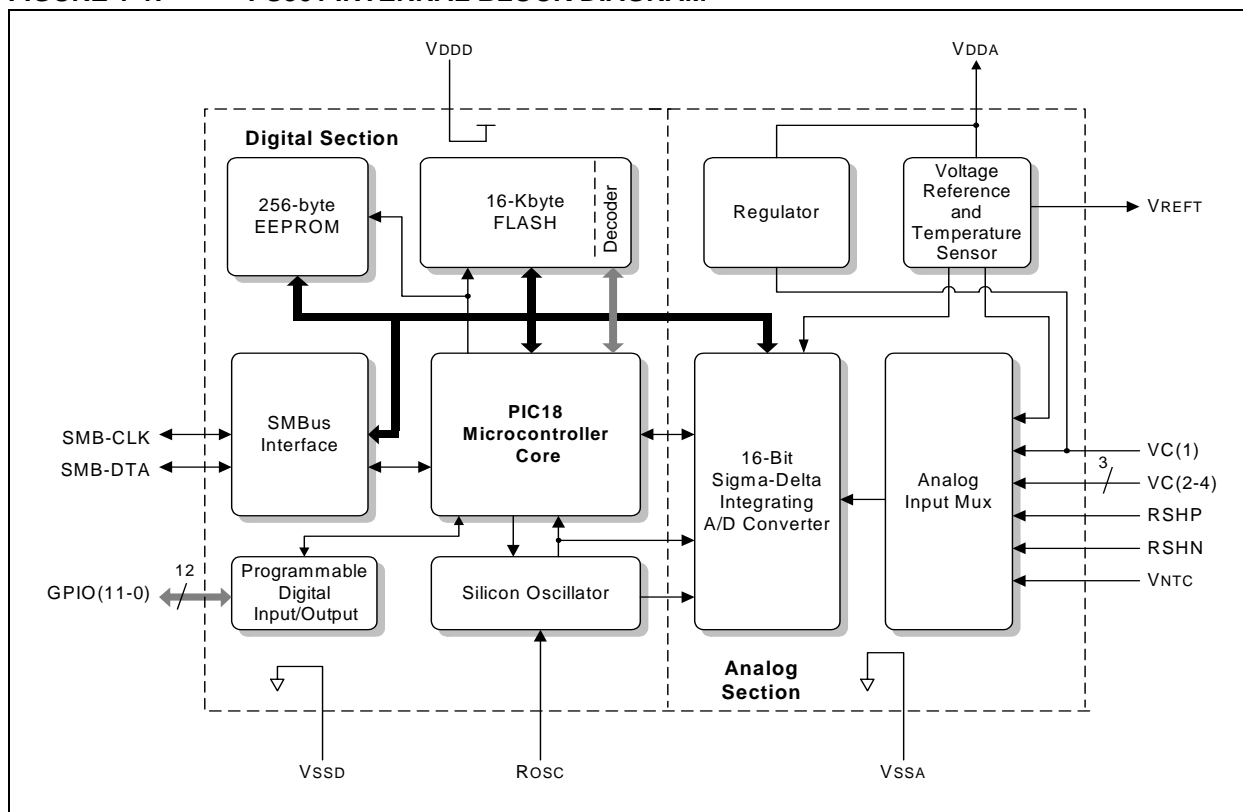 VDDD
VDDA
Digital Section
256-byte
EEPROM
16-Kbyte
FLASH
Decoder
Regulator
Voltage
Reference
and
Temperature
Sensor
VREFT
SMBus
Interface
PIC18
Microcontroller
Core
16-Bit
Sigma-Delta
Integrating
A/D Converter
Analog
Input Mux
SMB-CLK
SMB-DTA
VC(1)
3
VC(2-4)
RSHP
RSHN
VNTC
GPIO(11-0)
12
Programmable
Digital
Input/Output
Silicon Oscillator
Analog
Section
VSSD
ROSC
VSSA